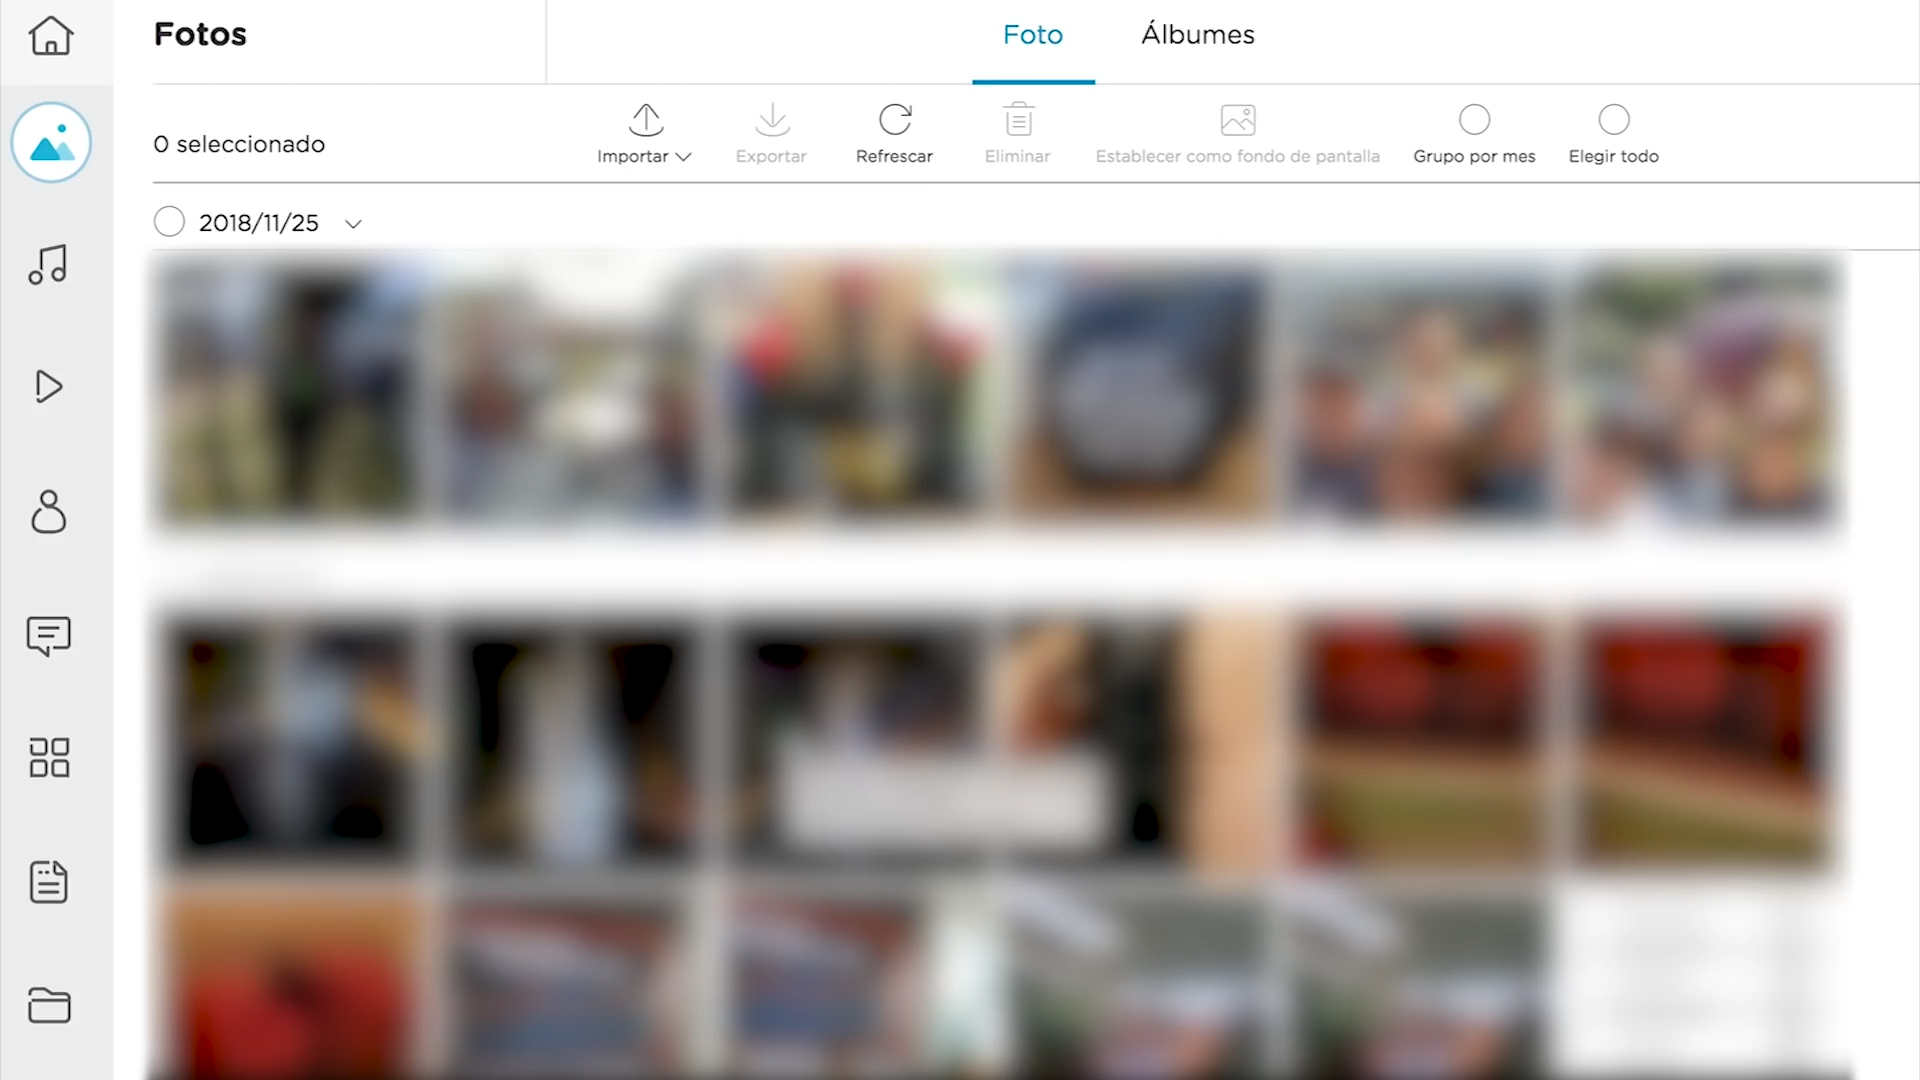 Fotos
Foto
Álbumes
0 seleccionado
Importar
Exportar
Refrescar
Eliminar
Establecer como fondo de pantalla
Grupo por mes
Elegir todo
2018/11/25